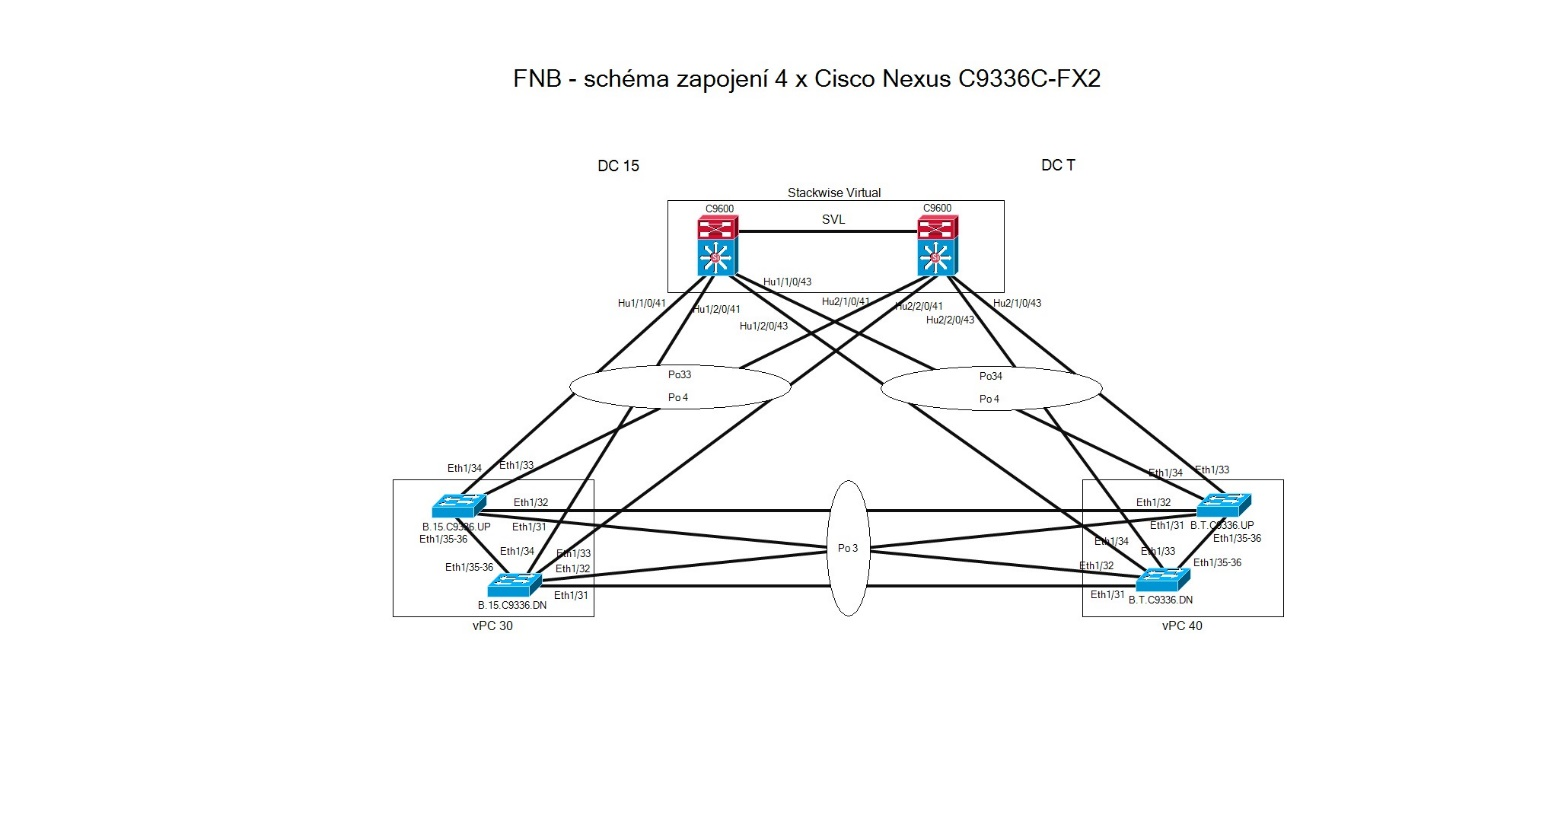 FNB - schéma zapojení 4 x Cisco Nexus C9336C-FX2
DC 15
DC T
Stackwise Virtual
C9600
C9600
SVL
SI
SI
Hu1/1/0/43
Hu1/1/0/41
Hu1/2/0/41
Hu1/2/0/43
Hu2/1/0/41
Hu2/2/0/41
Hu2/2/0/43
Hu2/1/0/43
Po33
Po 4
Po34
Po 4
Eth1/34
Eth1/33
Eth1/34
Eth1/33
Eth1/32
Eth1/32
B.15.C9336.UP
Eth1/31
Eth1/31
B.T.C9336.UP
Eth1/35-36
Eth1/35-36
Eth1/34
Eth1/33
Po 3
Eth1/34
Eth1/33
Eth1/35-36
Eth1/32
Eth1/32
Eth1/35-36
Eth1/31
Eth1/31
B.15.C9336.DN
B.T.C9336.DN
vPC 30
vPC 40